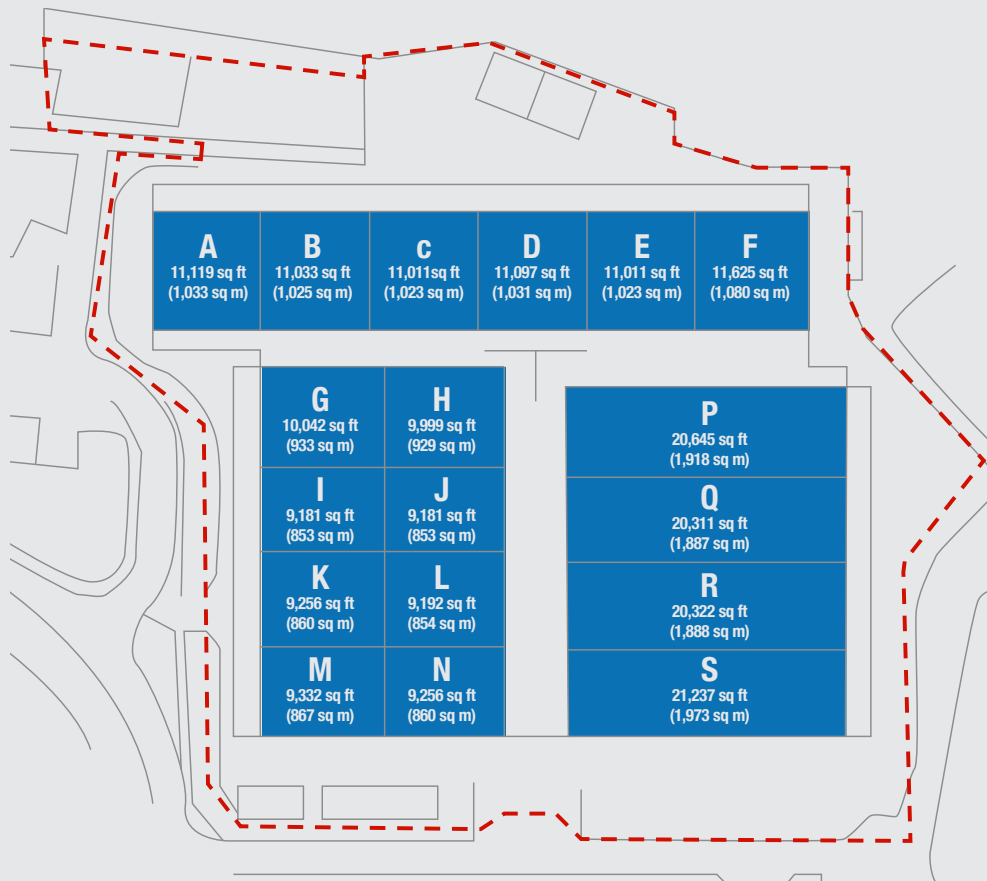 A
11,119 sq ft
(1,033 sq m)
B
11,033 sq ft
(1,025 sq m)
c
11,011sq ft
(1,023 sq m)
D
11,097 sq ft
(1,031 sq m)
E
11,011 sq ft
(1,023 sq m)
F
11,625 sq ft
(1,080 sq m)
G
10,042 sq ft
(933 sq m)
H
9,999 sq ft
(929 sq m)
I
9,181 sq ft
(853 sq m)
J
9,181 sq ft
(853 sq m)
K
9,256 sq ft
(860 sq m)
L
9,192 sq ft
(854 sq m)
M
9,332 sq ft
(867 sq m)
N
9,256 sq ft
(860 sq m)
P
20,645 sq ft
(1,918 sq m)
Q
20,311 sq ft
(1,887 sq m)
R
20,322 sq ft
(1,888 sq m)
S
21,237 sq ft
(1,973 sq m)